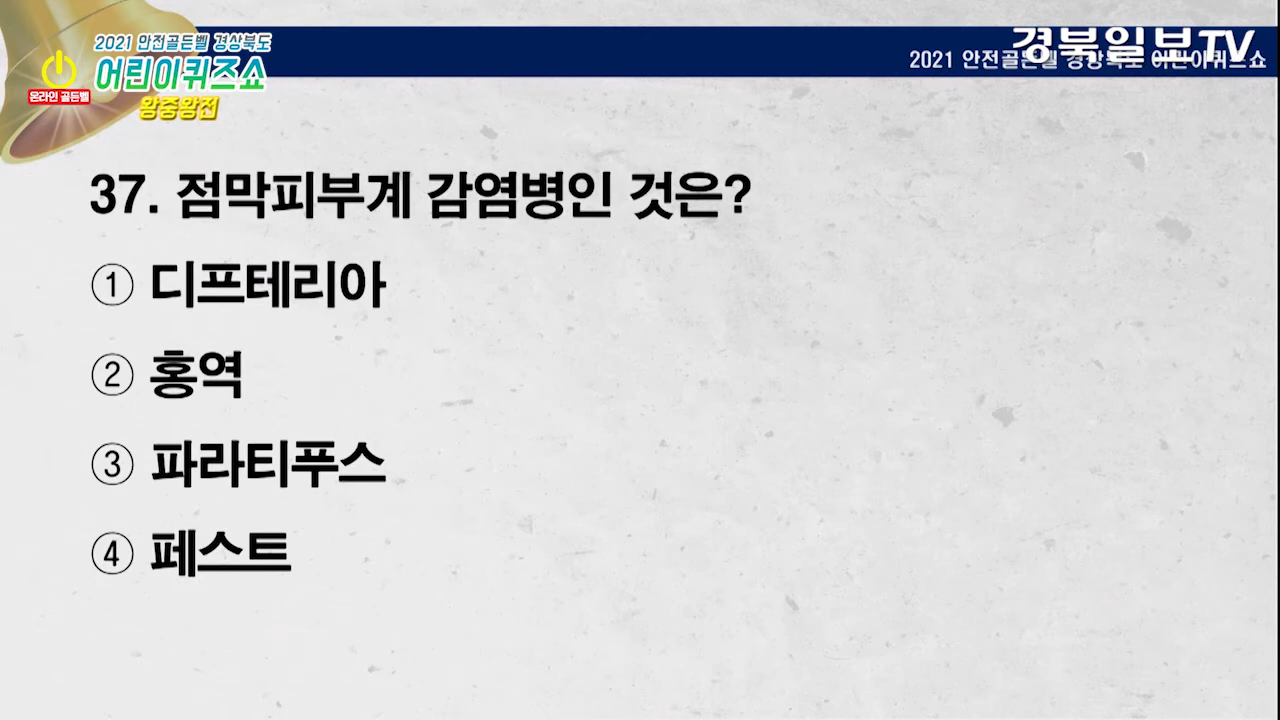 2021 안전골든벨 경상북도
어린이퀴즈쇼
왕중왕전
온라인 골든벨
경북일보TV
2021 안전골든벨 경상북도 어린이퀴즈쇼
37. 점막피부계 감염병인 것은?
① 디프테리아
② 홍역
③ 파라티푸스
④ 페스트